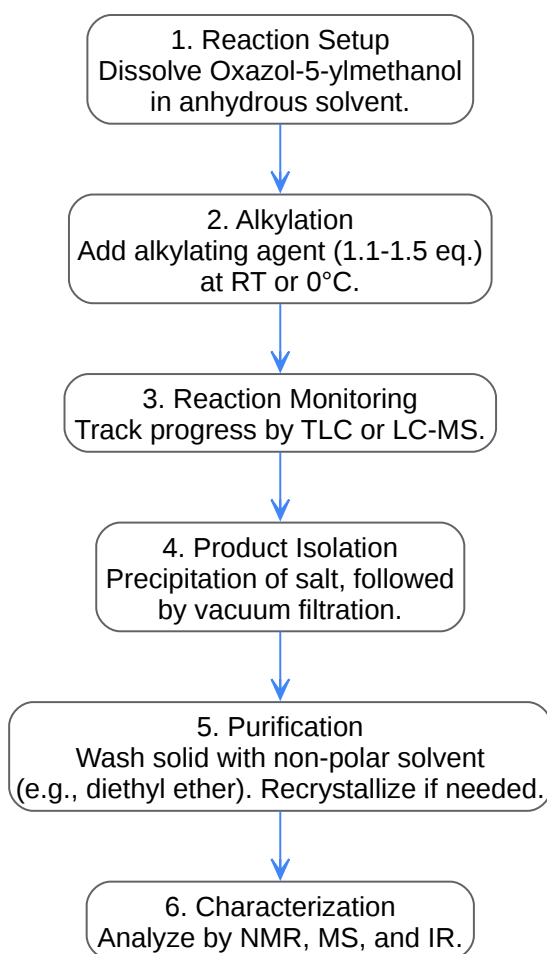 1. Reaction Setup
Dissolve Oxazol-5-ylmethanol
in anhydrous solvent.
2. Alkylation
Add alkylating agent (1.1-1.5 eq.)
at RT or 0°C.
3. Reaction Monitoring
Track progress by TLC or LC-MS.
4. Product Isolation
Precipitation of salt, followed
by vacuum filtration.
5. Purification
Wash solid with non-polar solvent
(e.g., diethyl ether). Recrystallize if needed.
6. Characterization
Analyze by NMR, MS, and IR.